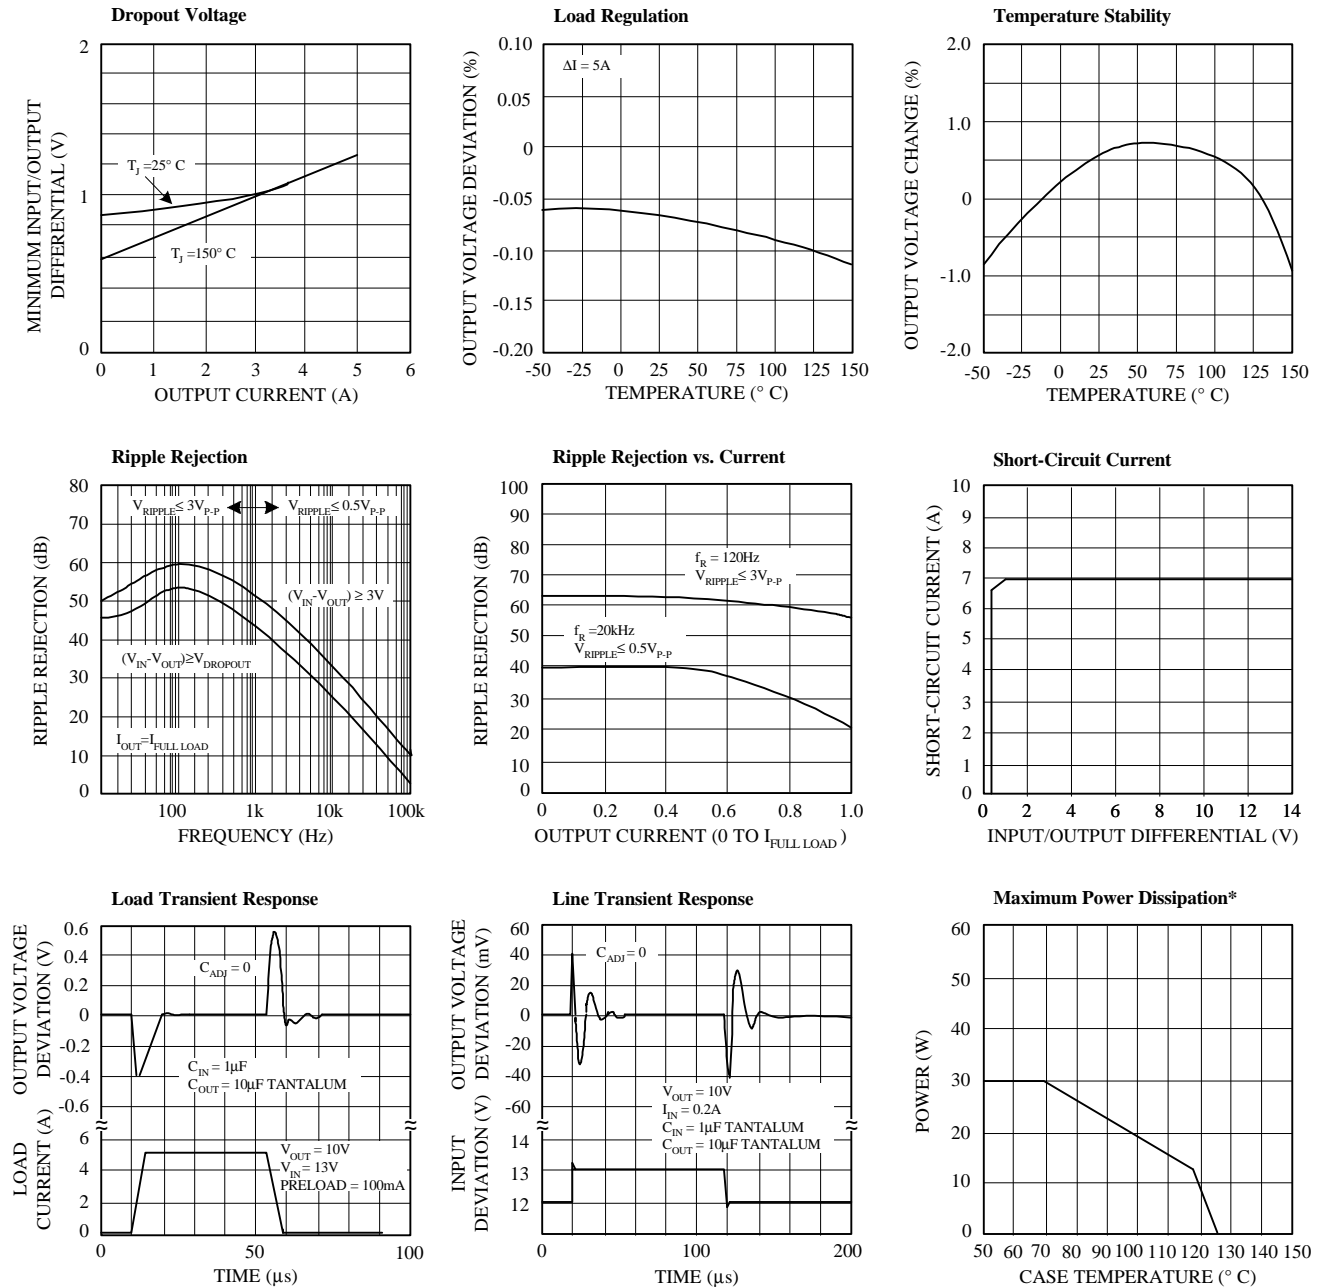 Dropout Voltage
MINIMUM INPUT/OUTPUT
DIFFERENTIAL (V)
2
1
0
T_J =25° C
T_J =150° C
0 1 2 3 4 5 6
OUTPUT CURRENT (A)
Load Regulation
OUTPUT VOLTAGE DEVIATION (%)
0.10
0.05
0
-0.05
-0.10
-0.15
-0.20
ΔI = 5A
-50 -25 0 25 50 75 100 125 150
TEMPERATURE (° C)
Temperature Stability
OUTPUT VOLTAGE CHANGE (%)
2.0
1.0
0
-1.0
-2.0
-50 -25 0 25 50 75 100 125 150
TEMPERATURE (° C)
Ripple Rejection
RIPPLE REJECTION (dB)
80
70
60
50
40
30
20
10
0
V_RIPPLE ≤ 3V_P-P
V_RIPPLE ≤ 0.5V_P-P
(V_IN-V_OUT) ≥ 3V
(V_IN-V_OUT)≥V_DROPOUT
I_OUT=I_FULL LOAD
100 1k 10k 100k
FREQUENCY (Hz)
Ripple Rejection vs. Current
RIPPLE REJECTION (dB)
100
90
80
70
60
50
40
30
20
10
0
f_R = 120Hz
V_RIPPLE ≤ 3V_P-P
f_R =20kHz
V_RIPPLE ≤ 0.5V_P-P
0 0.2 0.4 0.6 0.8 1.0
OUTPUT CURRENT (0 TO I_FULL LOAD )
Short-Circuit Current
SHORT-CIRCUIT CURRENT (A)
10
9
8
7
6
5
4
3
2
1
0
0 2 4 6 8 10 12 14
INPUT/OUTPUT DIFFERENTIAL (V)
Load Transient Response
OUTPUT VOLTAGE
DEVIATION (V)
0.6
0.4
0.2
0
-0.2
-0.4
-0.6
C_ADJ = 0
C_IN = 1µF
C_OUT = 10µF TANTALUM
LOAD
CURRENT (A)
6
4
2
0
V_OUT = 10V
V_IN = 13V
PRELOAD = 100mA
0 50 100
TIME (µs)
Line Transient Response
OUTPUT VOLTAGE
DEVIATION (mV)
60
40
20
0
-20
-40
-60
C_ADJ = 0
V_OUT = 10V
I_IN = 0.2A
C_IN = 1µF TANTALUM
C_OUT = 10µF TANTALUM
INPUT
DEVIATION (V)
14
13
12
0 100 200
TIME (µs)
Maximum Power Dissipation*
POWER (W)
60
50
40
30
20
10
0
50 60 70 80 90 100 110 120 130 140 150
CASE TEMPERATURE (° C)